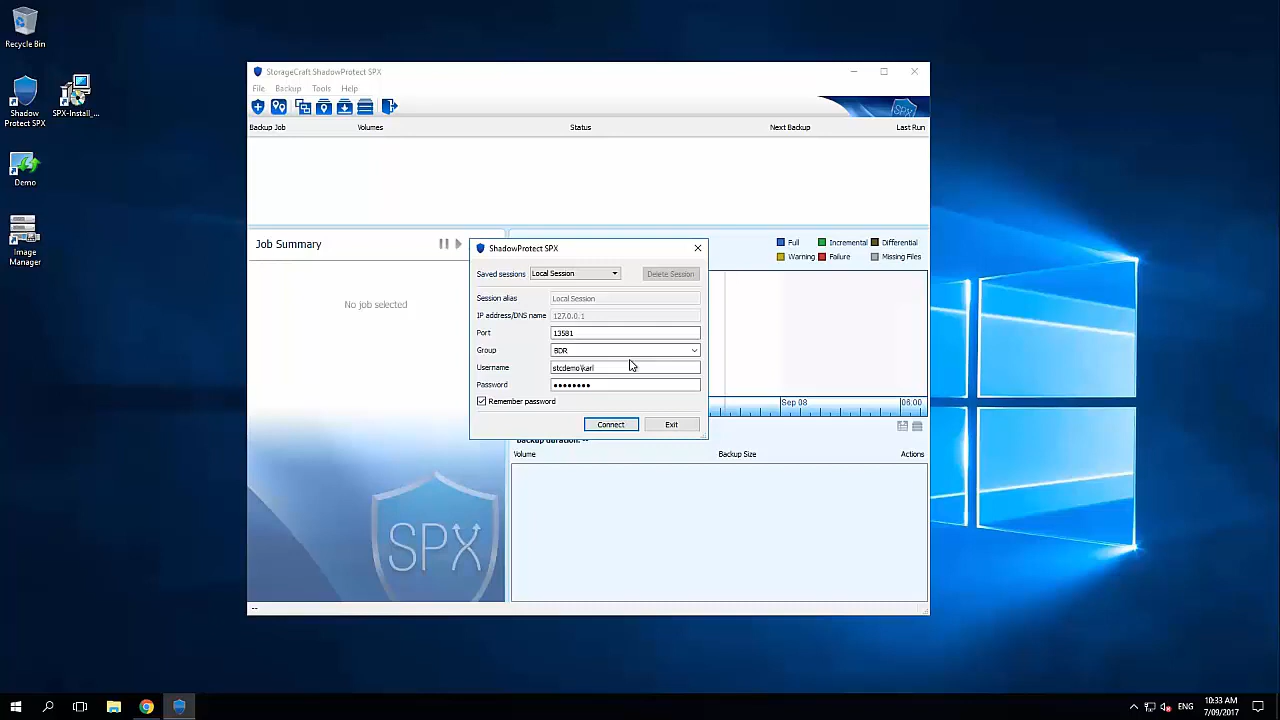 Recycle Bin
Shadow
Protect SPX
SPX-Install_...
Demo
Image
Manager
StorageCraft ShadowProtect SPX
File Backup Tools Help
Backup Job Volumes Status Next Backup Last Run
Job Summary
No job selected
Full Incremental Differential
Warning Failure Missing Files
ShadowProtect SPX
Saved sessions Local Session Delete Session
Session alias Local Session
IP address/DNS name 127.0.0.1
Port 13581
Group BDR
Username stcdemo\karl
Password ••••••••
Remember password
Connect Exit
Sep 08 06:00
Backup duration: --
Volume Backup Size Actions
SPX
--
ENG
10:33 AM
7/09/2017